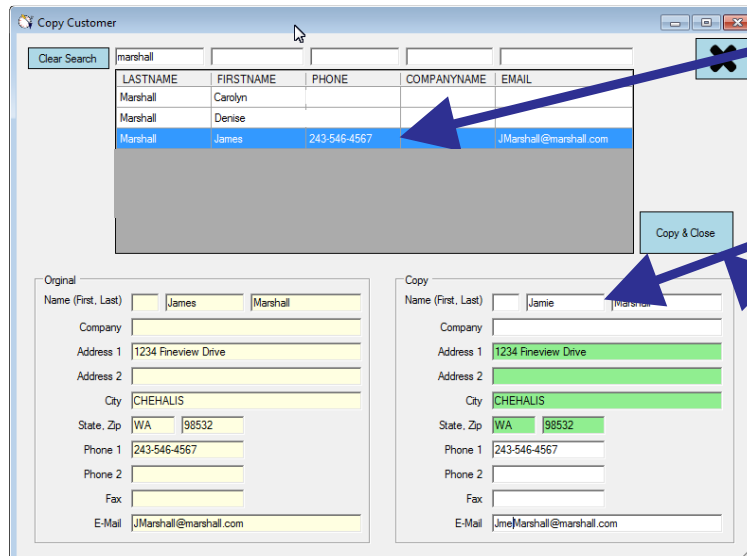 Copy Customer
Clear Search marshall
LASTNAME FIRSTNAME PHONE COMPANYNAME EMAIL
Marshall Carolyn
Marshall Denise
Marshall James 243-546-4567 JMarshall@marshall.com
Copy & Close
Orginal
Name (First, Last) James Marshall
Company
Address 1 1234 Fineview Drive
Address 2
City CHEHALIS
State, Zip WA 98532
Phone 1 243-546-4567
Phone 2
Fax
E-Mail JMarshall@marshall.com
Copy
Name (First, Last) Jamie Marshall
Company
Address 1 1234 Fineview Drive
Address 2
City CHEHALIS
State, Zip WA 98532
Phone 1 243-546-4567
Phone 2
Fax
E-Mail JmeMarshall@marshall.com